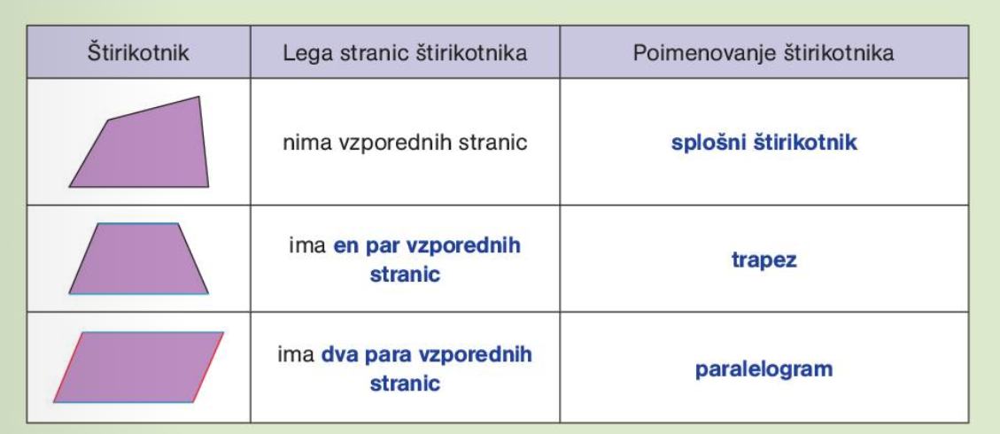 Štirikotnik
Lega stranic štirikotnika
Poimenovanje štirikotnika
nima vzporednih stranic
splošni štirikotnik
ima en par vzporednih
stranic
trapez
ima dva para vzporednih
stranic
paralelogram